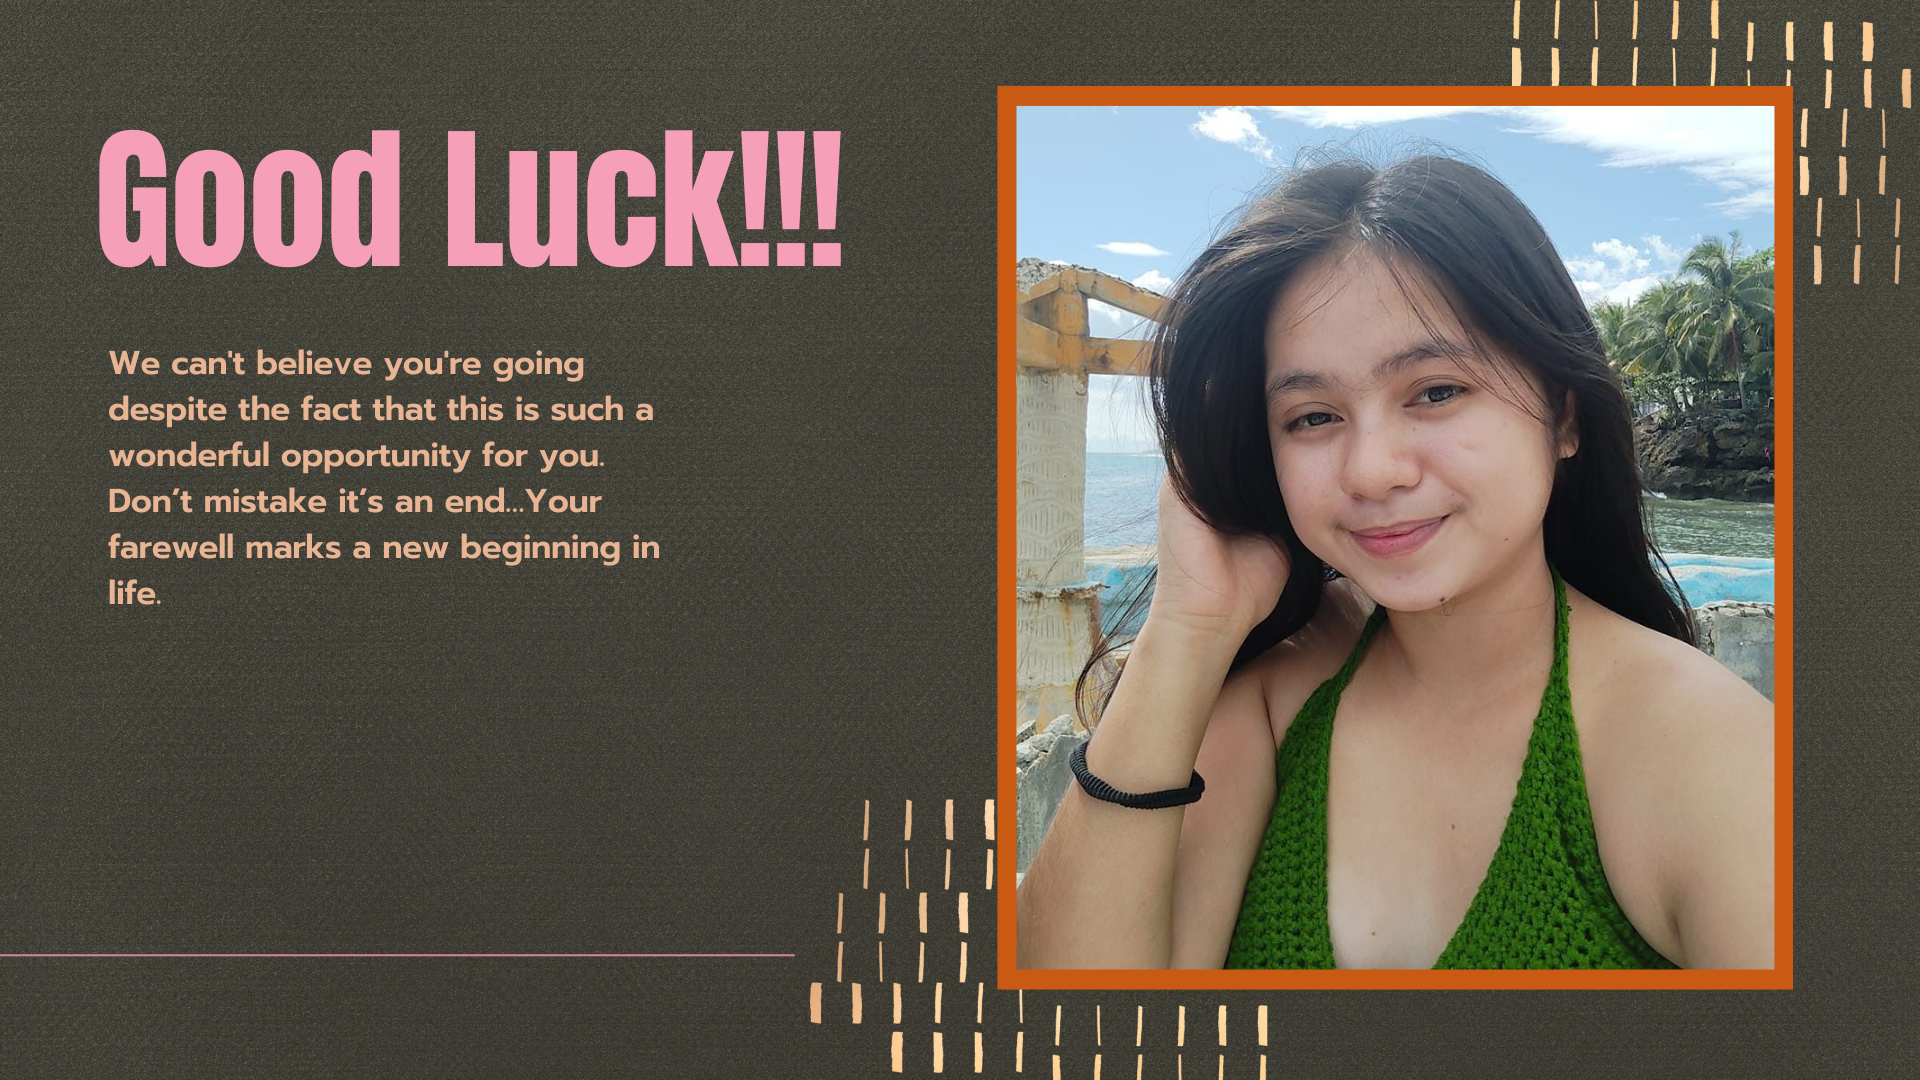 Good Luck!!!
We can't believe you're going
despite the fact that this is such a
wonderful opportunity for you.
Don’t mistake it’s an end...Your
farewell marks a new beginning in
life.